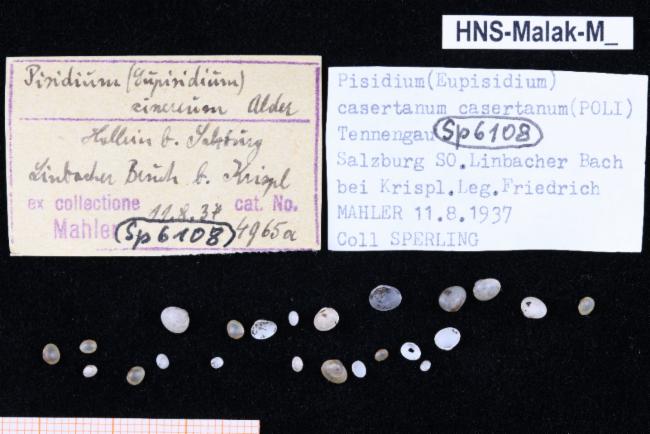 HNS-Malak-M_
Pisidium (Eupisidium)
cinereum Alder
Hallein b. Salzburg
Linbacher Bruch b. Krispl
ex collectione 11.8.37 cat. No.
Mahler Sp6108 4965a
Pisidium(Eupisidium)
casertanum casertanum(POLI)
Tennengau Sp6108
Salzburg SO.Linbacher Bach
bei Krispl.Leg.Friedrich
MAHLER 11.8.1937
Coll SPERLING